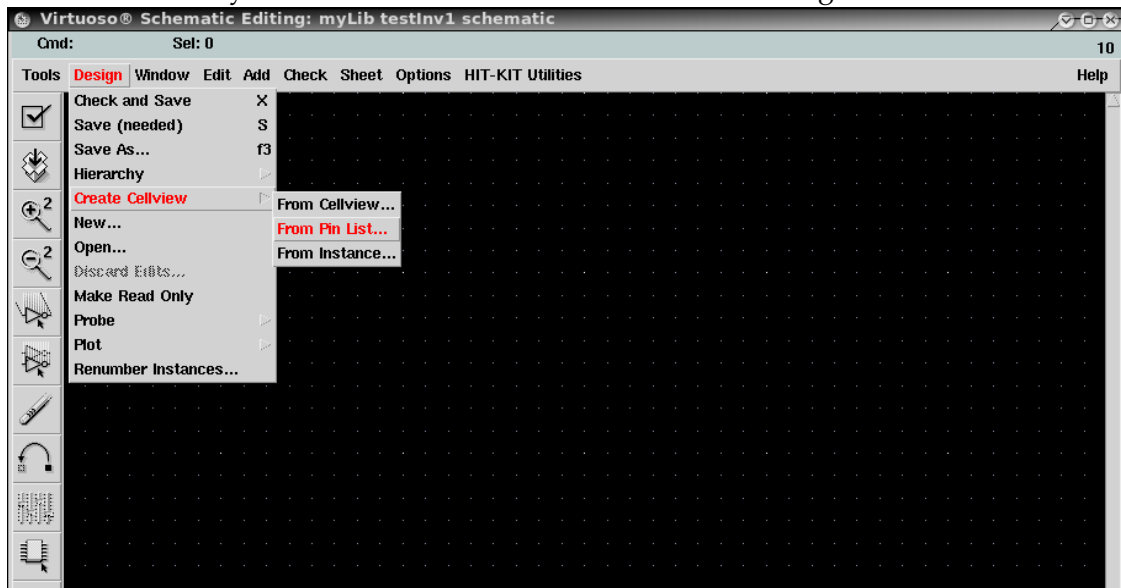 Virtuoso® Schematic Editing: myLib testInv1 schematic
Cmd: Sel: 0 10
Tools Design Window Edit Add Check Sheet Options HIT-KIT Utilities Help
Check and Save X
Save (needed) S
Save As... f3
Hierarchy
Create Cellview
From Cellview...
New...
From Pin List...
Open...
From Instance...
Discard Edits...
Make Read Only
Probe
Plot
Renumber Instances...
2
2